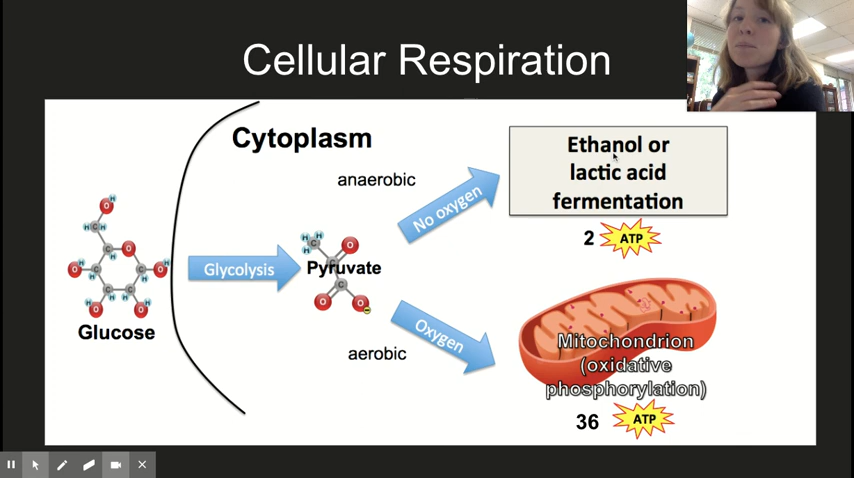 Cellular Respiration
Cytoplasm
anaerobic
Ethanol or
lactic acid
fermentation
No oxygen
2 ATP
Glycolysis
Pyruvate
Glucose
Oxygen
aerobic
Mitochondrion
(oxidative
phosphorylation)
36 ATP